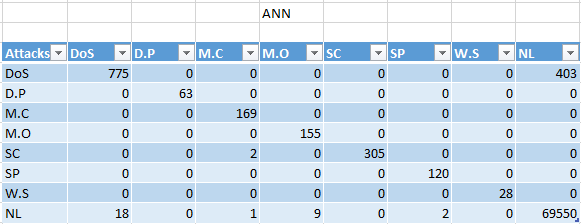 ANN
Attacks DoS D.P M.C M.O SC SP W.S NL
DoS 775 0 0 0 0 0 0 403
D.P 0 63 0 0 0 0 0 0
M.C 0 0 169 0 0 0 0 0
M.O 0 0 0 155 0 0 0 0
SC 0 0 2 0 305 0 0 0
SP 0 0 0 0 0 120 0 0
W.S 0 0 0 0 0 0 28 0
NL 18 0 1 9 0 2 0 69550